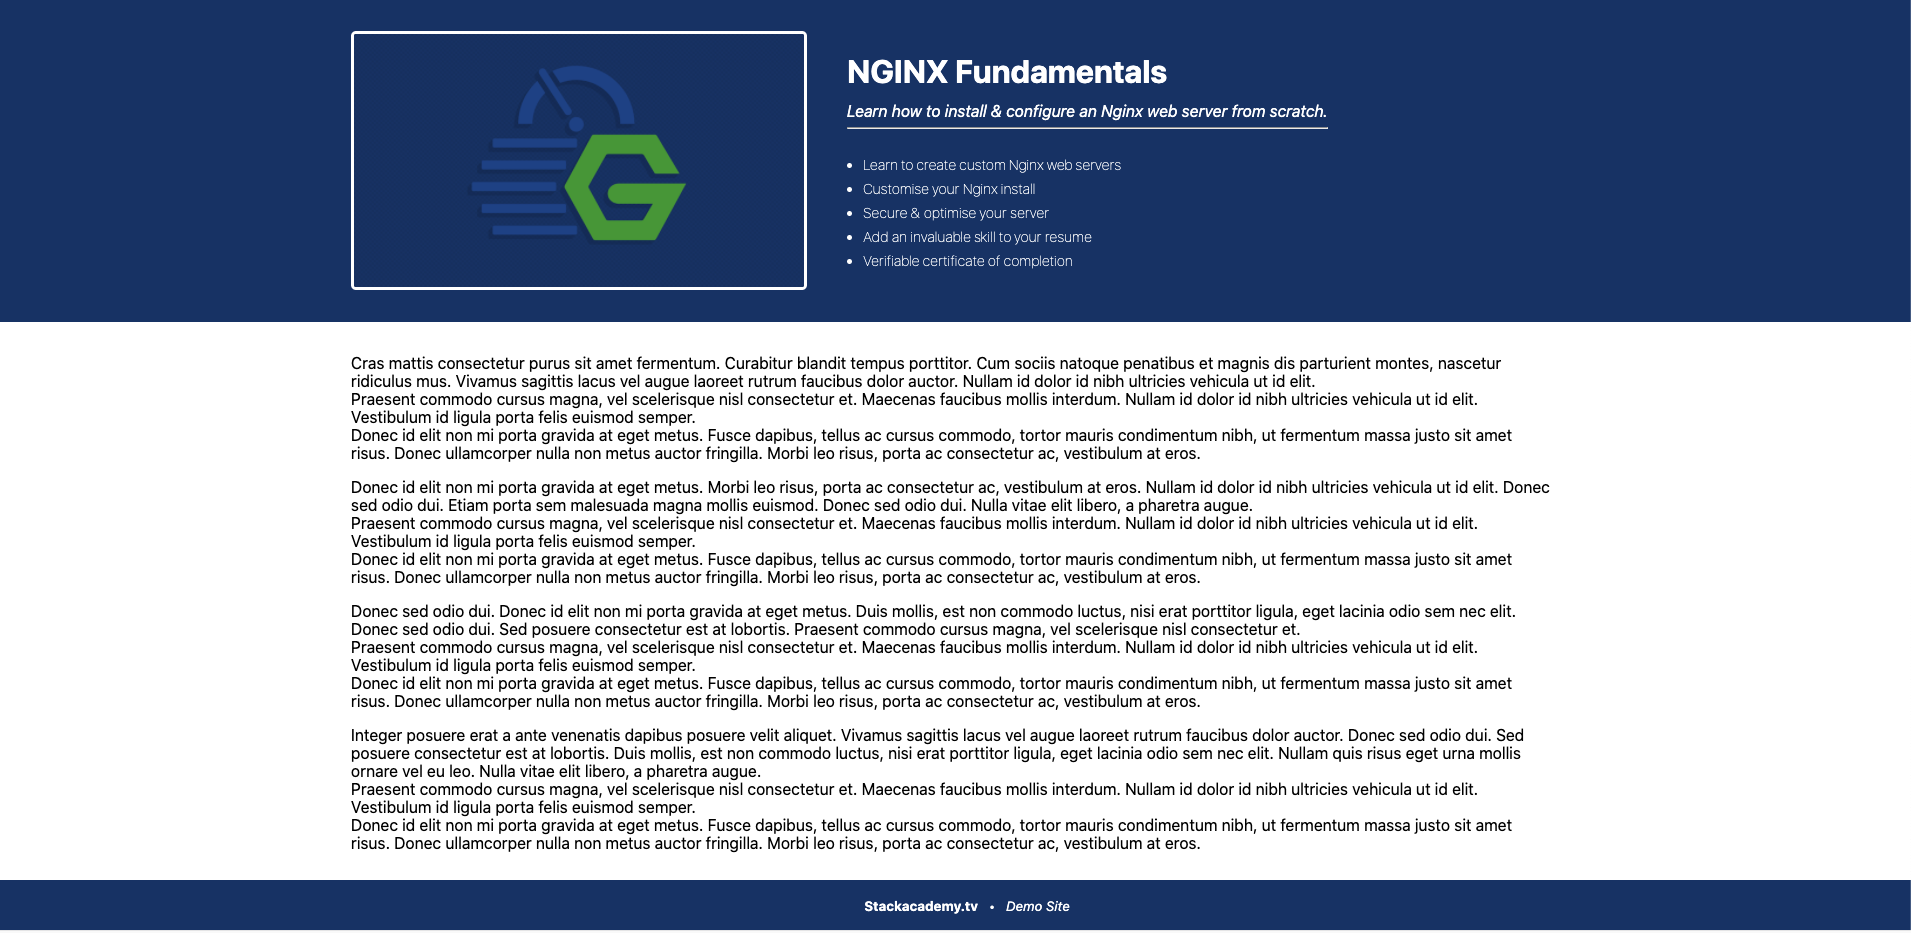 NGINX Fundamentals
Learn how to install & configure an Nginx web server from scratch.
Learn to create custom Nginx web servers
Customise your Nginx install
Secure & optimise your server
Add an invaluable skill to your resume
Verifiable certificate of completion
Cras mattis consectetur purus sit amet fermentum. Curabitur blandit tempus porttitor. Cum sociis natoque penatibus et magnis dis parturient montes, nascetur
ridiculus mus. Vivamus sagittis lacus vel augue laoreet rutrum faucibus dolor auctor. Nullam id dolor id nibh ultricies vehicula ut id elit.
Praesent commodo cursus magna, vel scelerisque nisl consectetur et. Maecenas faucibus mollis interdum. Nullam id dolor id nibh ultricies vehicula ut id elit.
Vestibulum id ligula porta felis euismod semper.
Donec id elit non mi porta gravida at eget metus. Fusce dapibus, tellus ac cursus commodo, tortor mauris condimentum nibh, ut fermentum massa justo sit amet
risus. Donec ullamcorper nulla non metus auctor fringilla. Morbi leo risus, porta ac consectetur ac, vestibulum at eros.
Donec id elit non mi porta gravida at eget metus. Morbi leo risus, porta ac consectetur ac, vestibulum at eros. Nullam id dolor id nibh ultricies vehicula ut id elit. Donec
sed odio dui. Etiam porta sem malesuada magna mollis euismod. Donec sed odio dui. Nulla vitae elit libero, a pharetra augue.
Praesent commodo cursus magna, vel scelerisque nisl consectetur et. Maecenas faucibus mollis interdum. Nullam id dolor id nibh ultricies vehicula ut id elit.
Vestibulum id ligula porta felis euismod semper.
Donec id elit non mi porta gravida at eget metus. Fusce dapibus, tellus ac cursus commodo, tortor mauris condimentum nibh, ut fermentum massa justo sit amet
risus. Donec ullamcorper nulla non metus auctor fringilla. Morbi leo risus, porta ac consectetur ac, vestibulum at eros.
Donec sed odio dui. Donec id elit non mi porta gravida at eget metus. Duis mollis, est non commodo luctus, nisi erat porttitor ligula, eget lacinia odio sem nec elit.
Donec sed odio dui. Sed posuere consectetur est at lobortis. Praesent commodo cursus magna, vel scelerisque nisl consectetur et.
Praesent commodo cursus magna, vel scelerisque nisl consectetur et. Maecenas faucibus mollis interdum. Nullam id dolor id nibh ultricies vehicula ut id elit.
Vestibulum id ligula porta felis euismod semper.
Donec id elit non mi porta gravida at eget metus. Fusce dapibus, tellus ac cursus commodo, tortor mauris condimentum nibh, ut fermentum massa justo sit amet
risus. Donec ullamcorper nulla non metus auctor fringilla. Morbi leo risus, porta ac consectetur ac, vestibulum at eros.
Integer posuere erat a ante venenatis dapibus posuere velit aliquet. Vivamus sagittis lacus vel augue laoreet rutrum faucibus dolor auctor. Donec sed odio dui. Sed
posuere consectetur est at lobortis. Duis mollis, est non commodo luctus, nisi erat porttitor ligula, eget lacinia odio sem nec elit. Nullam quis risus eget urna mollis
ornare vel eu leo. Nulla vitae elit libero, a pharetra augue.
Praesent commodo cursus magna, vel scelerisque nisl consectetur et. Maecenas faucibus mollis interdum. Nullam id dolor id nibh ultricies vehicula ut id elit.
Vestibulum id ligula porta felis euismod semper.
Donec id elit non mi porta gravida at eget metus. Fusce dapibus, tellus ac cursus commodo, tortor mauris condimentum nibh, ut fermentum massa justo sit amet
risus. Donec ullamcorper nulla non metus auctor fringilla. Morbi leo risus, porta ac consectetur ac, vestibulum at eros.
Stackacademy.tv • Demo Site